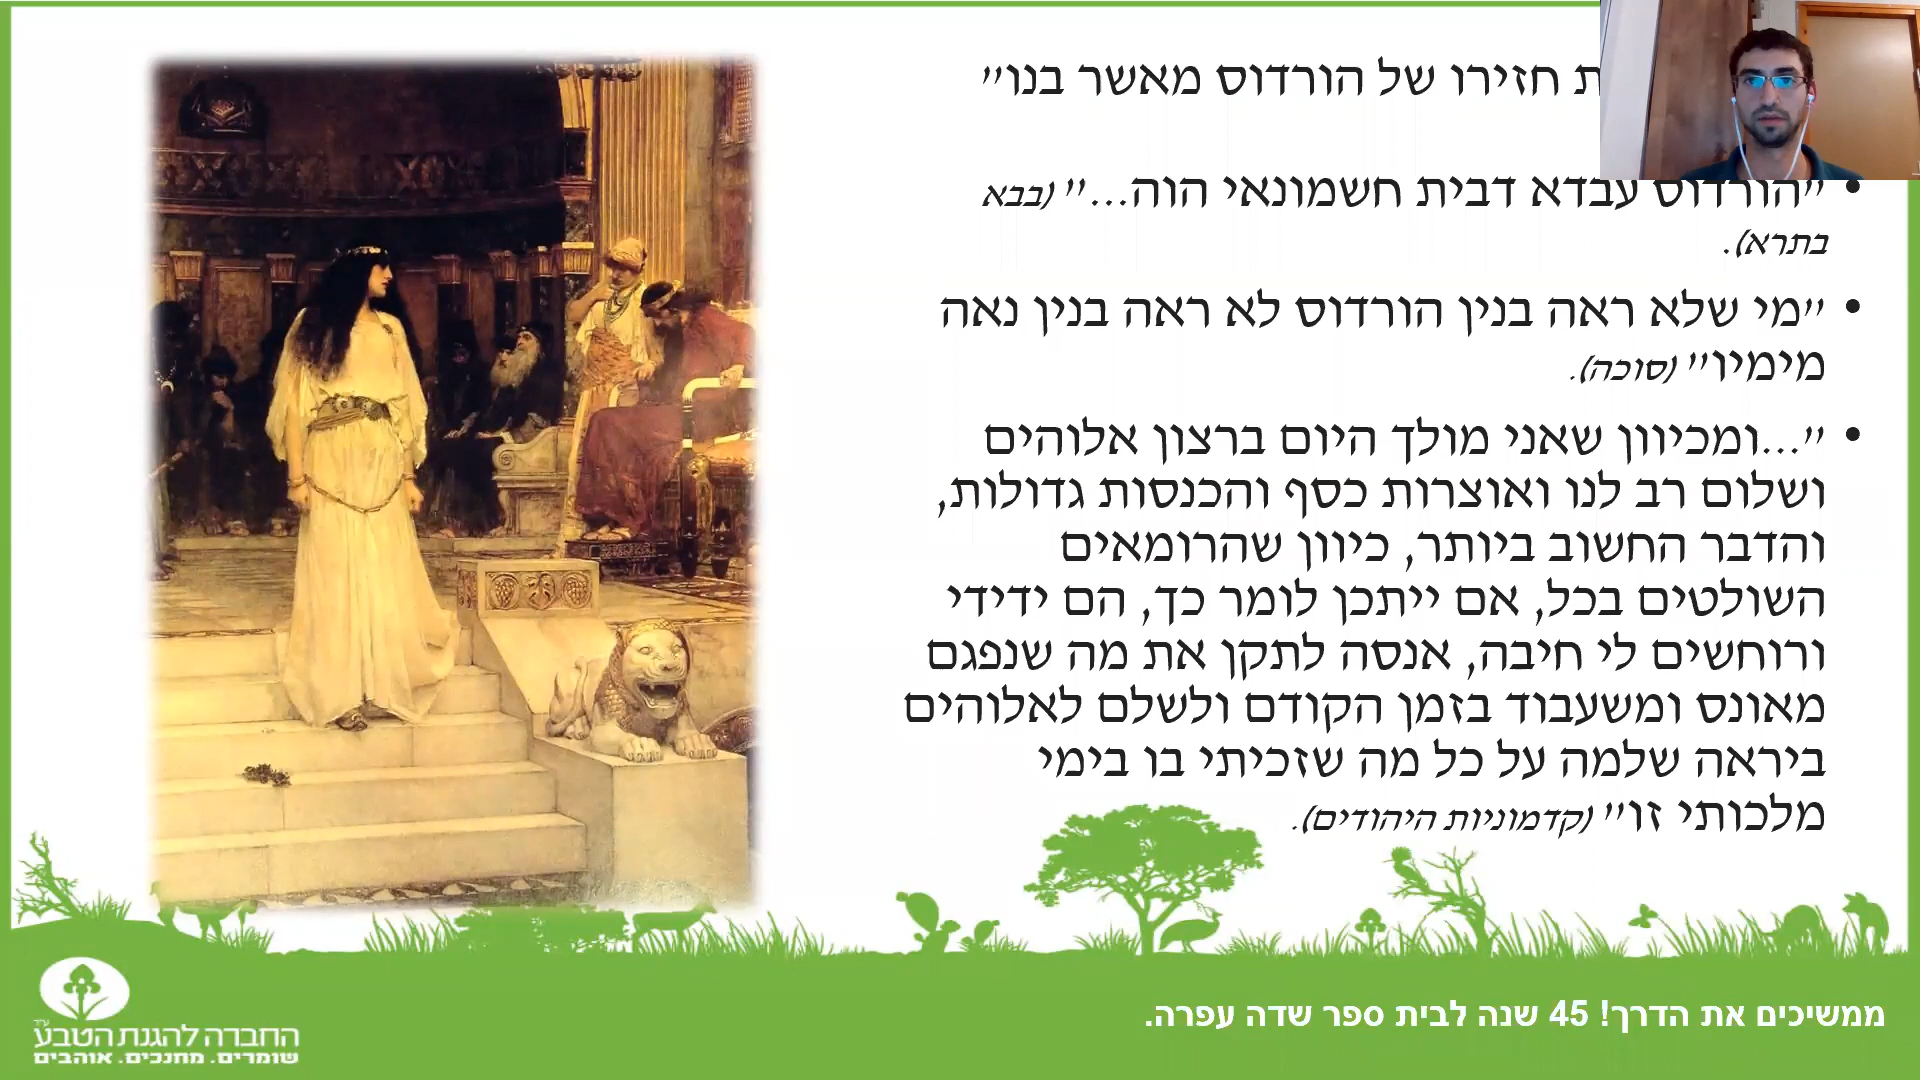 חזירו של הורדוס מאשר בנו"
• "הורדוס עבדא דבית חשמונאי הוה..." (בבא
בתרא).
• "מי שלא ראה בנין הורדוס לא ראה בנין נאה
מימיו" (סוכה).
• "...ומכיוון שאני מולך היום ברצון אלוהים
ושלום רב לנו ואוצרות כסף והכנסות גדולות,
והדבר החשוב ביותר, כיוון שהרומאים
השולטים בכל, אם ייתכן לומר כך, הם ידידי
ורוחשים לי חיבה, אנסה לתקן את מה שנפגם
מאונס ומשעבוד בזמן הקודם ולשלם לאלוהים
ביראה שלמה על כל מה שזכיתי בו בימי
מלכותי זו" (קדמוניות היהודים).
ממשיכים את הדרך! 45 שנה לבית ספר שדה עפרה.
החברה להגנת הטבע ע״ר
שומרים. מחנכים. אוהבים